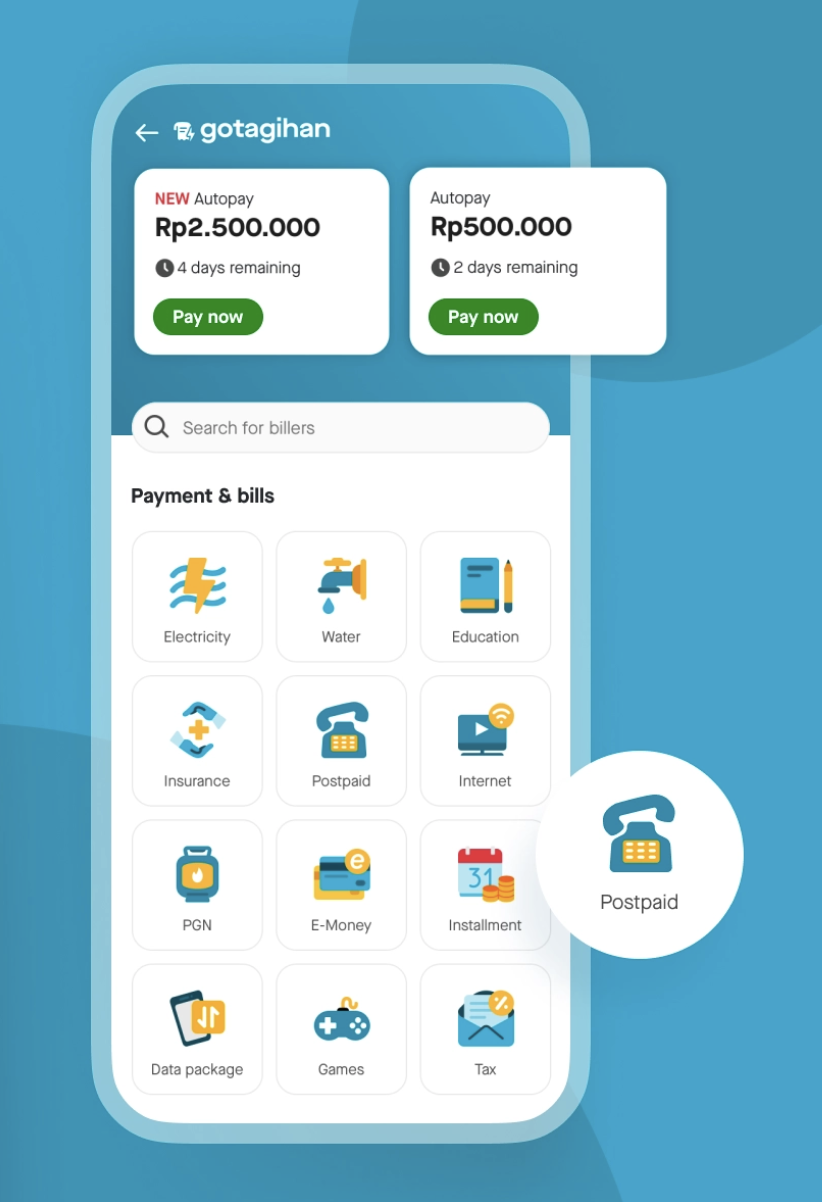 gotagihan
NEW Autopay
Rp2.500.000
4 days remaining
Pay now
Autopay
Rp500.000
2 days remaining
Pay now
Search for billers
Payment & bills
Electricity
Water
Education
Insurance
Postpaid
Internet
PGN
e
E-Money
31
Installment
Postpaid
Data package
Games
%
Tax